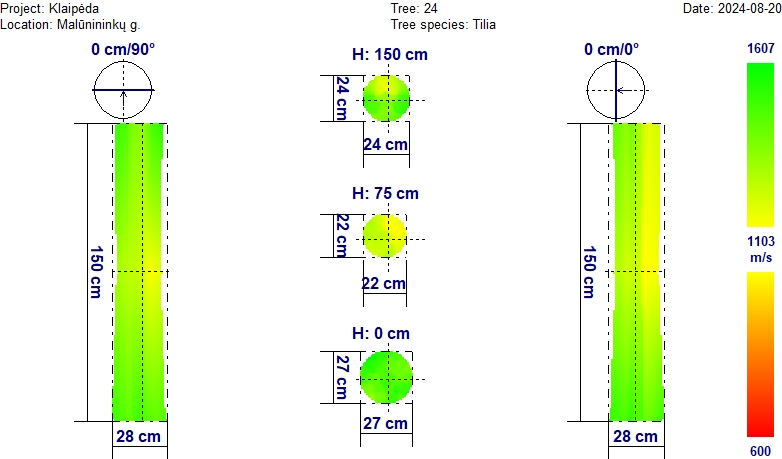 Project: Klaipėda
Tree: 24
Date: 2024-08-20
Location: Malūnininkų g.
Tree species: Tilia
0 cm/90°
H: 150 cm
0 cm/0°
1607
24 cm
24 cm
H: 75 cm
22 cm
22 cm
150 cm
150 cm
1103
m/s
H: 0 cm
27 cm
27 cm
28 cm
28 cm
600